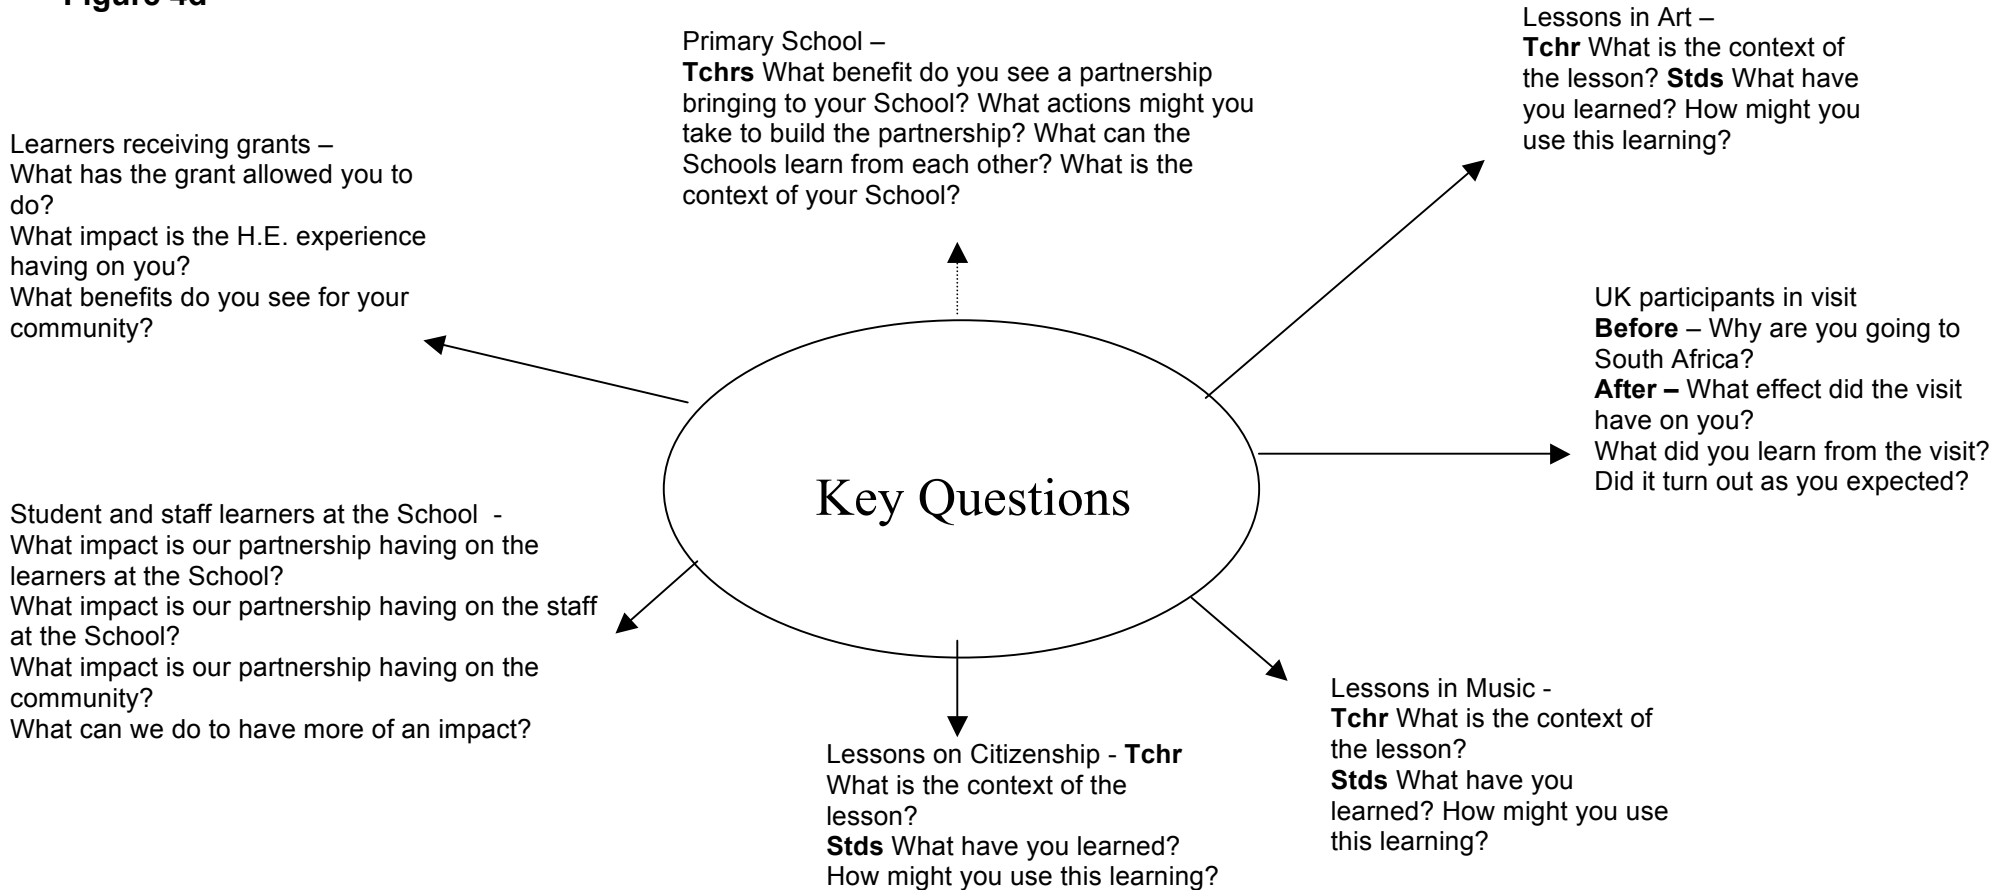 Figure 4d
Primary School –
Tchrs What benefit do you see a partnership
bringing to your School? What actions might you
take to build the partnership? What can the
Schools learn from each other? What is the
context of your School?
Lessons in Art –
Tchr What is the context of
the lesson? Stds What have
you learned? How might you
use this learning?
Learners receiving grants –
What has the grant allowed you to
do?
What impact is the H.E. experience
having on you?
What benefits do you see for your
community?
UK participants in visit
Before – Why are you going to
South Africa?
After – What effect did the visit
have on you?
What did you learn from the visit?
Did it turn out as you expected?
Key Questions
Student and staff learners at the School -
What impact is our partnership having on the
learners at the School?
What impact is our partnership having on the staff
at the School?
What impact is our partnership having on the
community?
What can we do to have more of an impact?
Lessons on Citizenship - Tchr
What is the context of the
lesson?
Stds What have you learned?
How might you use this learning?
Lessons in Music -
Tchr What is the context of
the lesson?
Stds What have you
learned? How might you use
this learning?